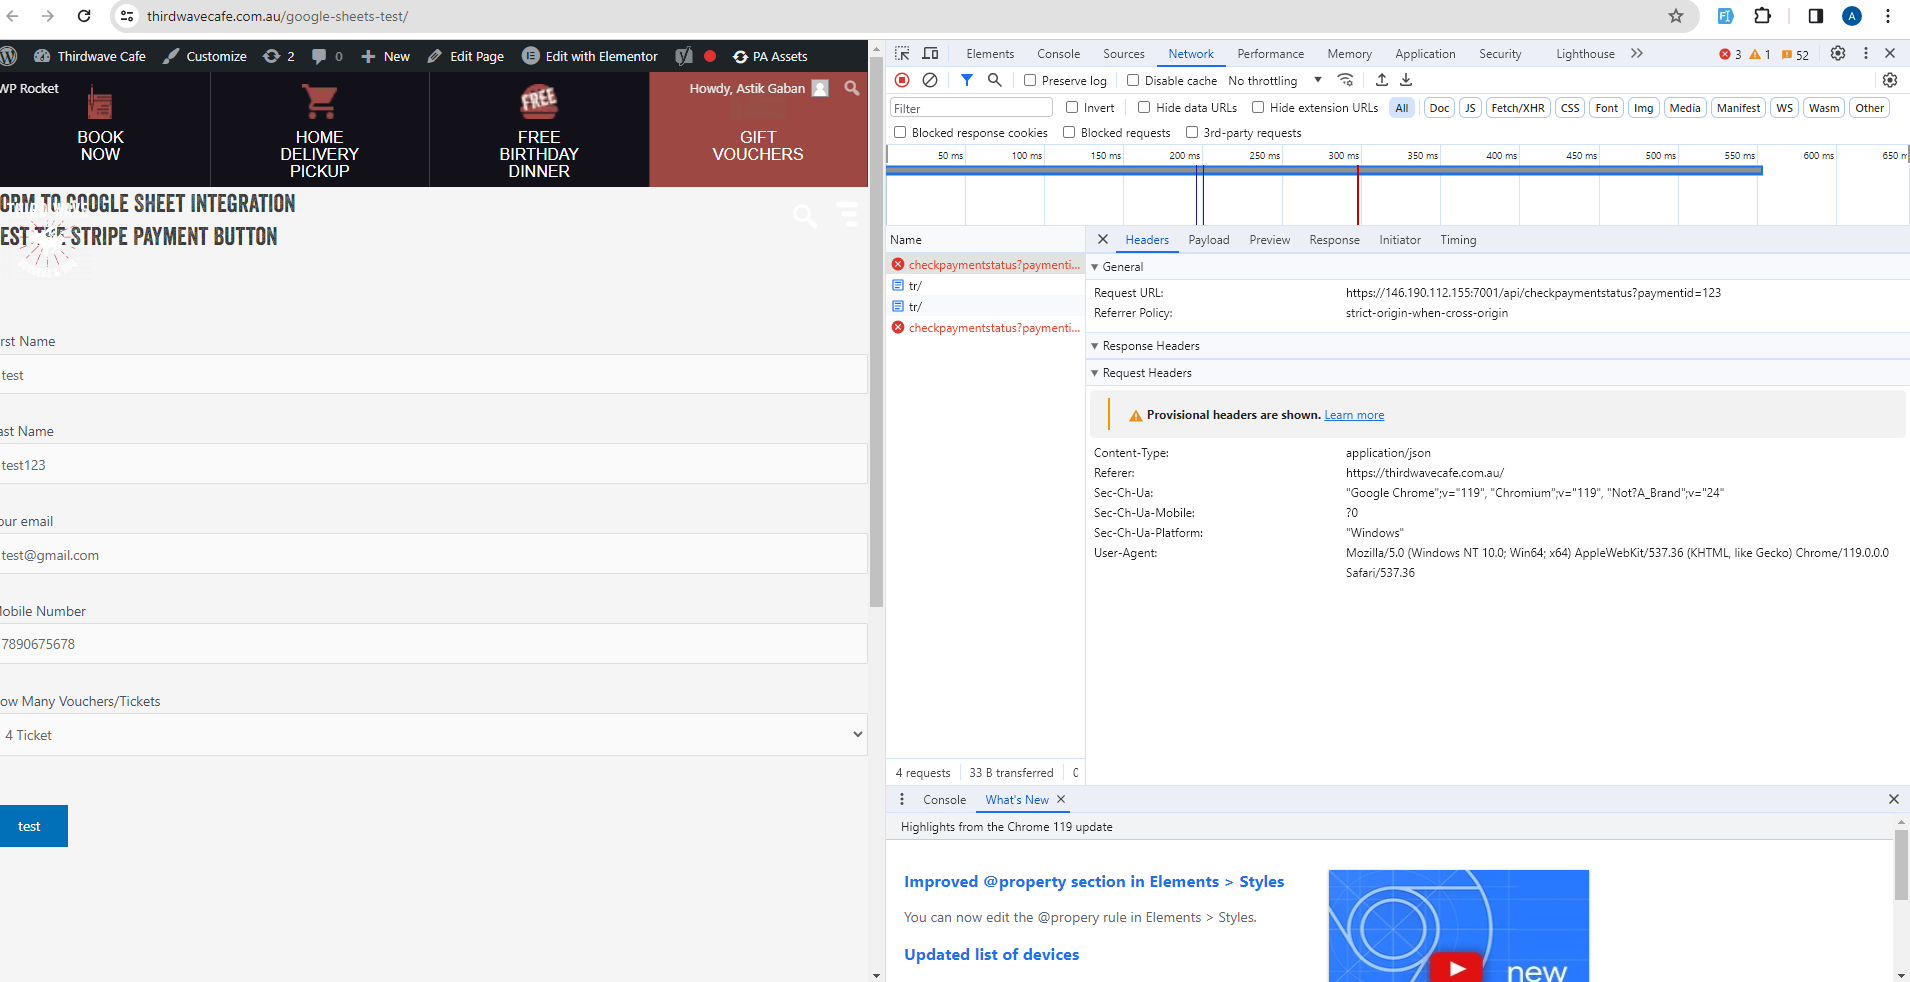 thirdwavecafe.com.au/google-sheets-test/
A
Thirdwave Cafe Customize 2 0 New Edit Page Edit with Elementor PA Assets
WP Rocket
Howdy, Astik Gaban
BOOK
NOW
HOME
DELIVERY
PICKUP
FREE
FREE
BIRTHDAY
DINNER
GIFT
VOUCHERS
ORM TO GOOGLE SHEET INTEGRATION
EST THE STRIPE PAYMENT BUTTON
rst Name
test
ast Name
test123
our email
test@gmail.com
Mobile Number
7890675678
ow Many Vouchers/Tickets
4 Ticket
test
Elements Console Sources Network Performance Memory Application Security Lighthouse 3 1 52
Preserve log Disable cache No throttling
Filter Invert Hide data URLs Hide extension URLs All Doc JS Fetch/XHR CSS Font Img Media Manifest WS Wasm Other
Blocked response cookies Blocked requests 3rd-party requests
50 ms 100 ms 150 ms 200 ms 250 ms 300 ms 350 ms 400 ms 450 ms 500 ms 550 ms 600 ms 650 m
Name
checkpaymentstatus?paymenti...
tr/
tr/
checkpaymentstatus?paymenti...
4 requests 33 B transferred
Headers Payload Preview Response Initiator Timing
General
Request URL: https://146.190.112.155:7001/api/checkpaymentstatus?paymentid=123
Referrer Policy: strict-origin-when-cross-origin
Response Headers
Request Headers
Provisional headers are shown. Learn more
Content-Type: application/json
Referer: https://thirdwavecafe.com.au/
Sec-Ch-Ua: "Google Chrome";v="119", "Chromium";v="119", "Not?A_Brand";v="24"
Sec-Ch-Ua-Mobile: ?0
Sec-Ch-Ua-Platform: "Windows"
User-Agent: Mozilla/5.0 (Windows NT 10.0; Win64; x64) AppleWebKit/537.36 (KHTML, like Gecko) Chrome/119.0.0.0
Safari/537.36
Console What's New
Highlights from the Chrome 119 update
Improved @property section in Elements > Styles
You can now edit the @propery rule in Elements > Styles.
Updated list of devices
new